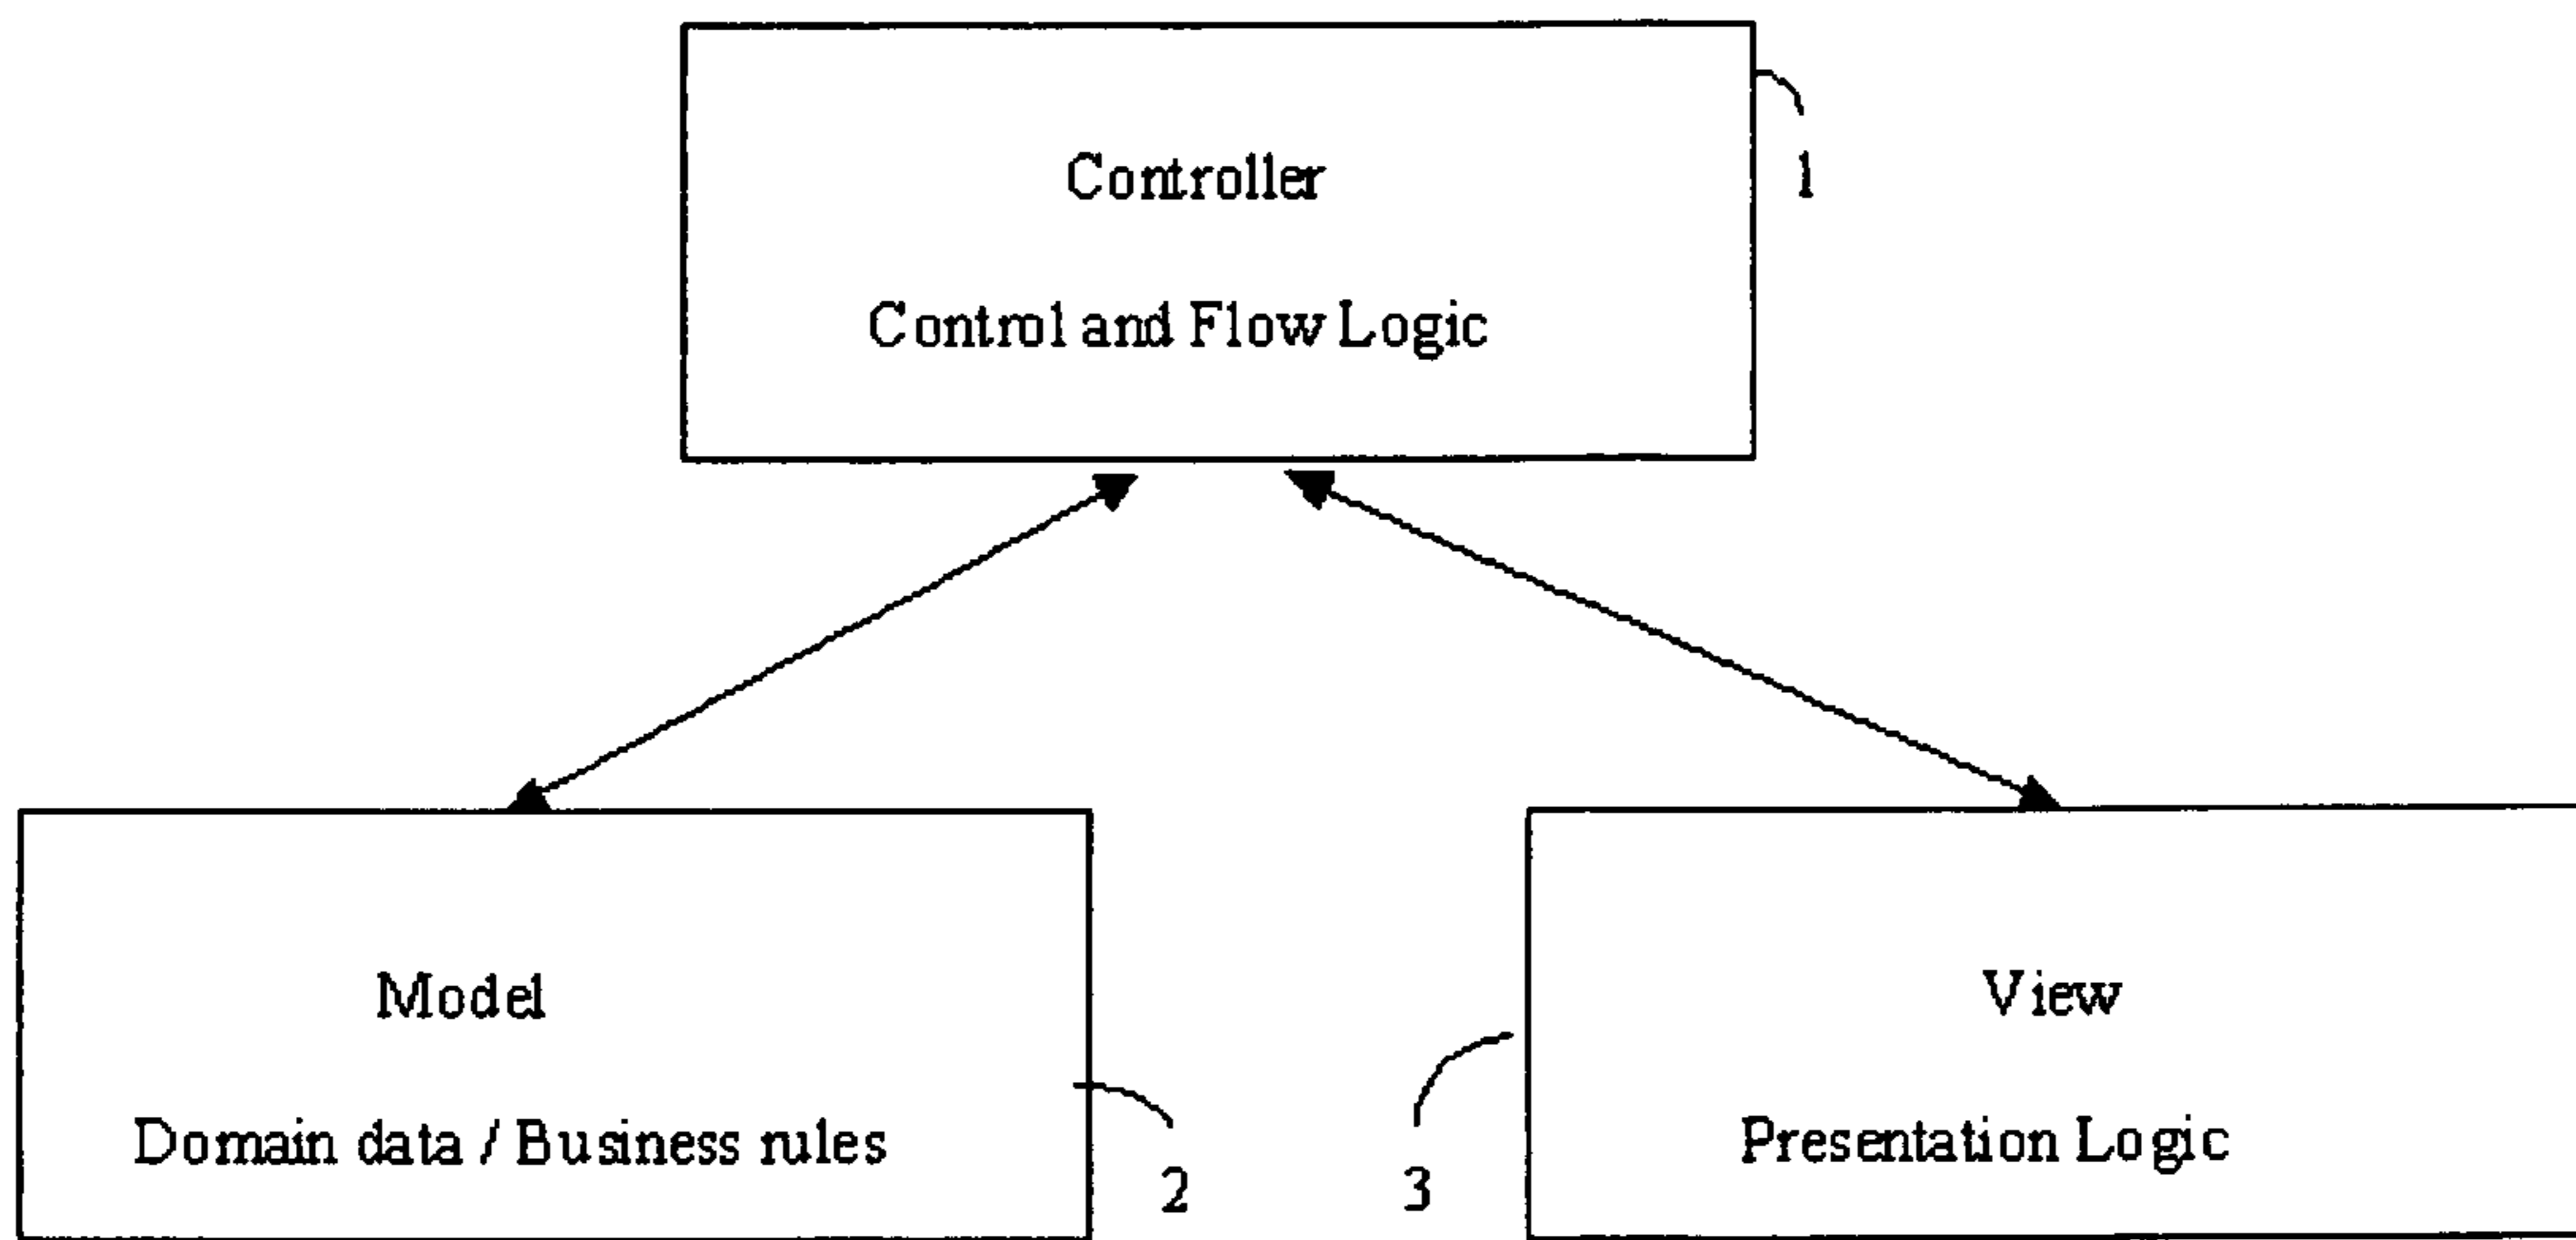 Controller
1
Control and Flow Logic
Model
Domain data / Business rules
2
View
3
Presentation Logic